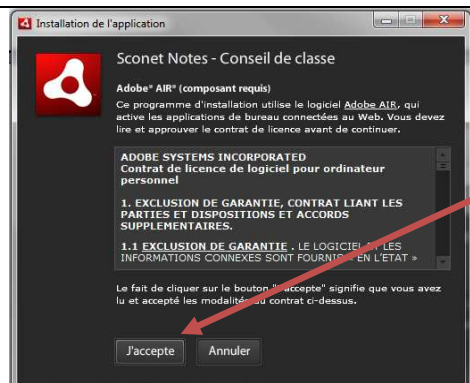 Installation de l'application
Sconet Notes - Conseil de classe
Adobe® AIR® (composant requis)
Ce programme d'installation utilise le logiciel Adobe AIR, qui
active les applications de bureau connectées au Web. Vous devez
lire et approuver le contrat de licence avant de continuer.
ADOBE SYSTEMS INCORPORATED
Contrat de licence de logiciel pour ordinateur
personnel
1. EXCLUSION DE GARANTIE, CONTRAT LIANT LES
PARTIES ET DISPOSITIONS ET ACCORDS
SUPPLEMENTAIRES.
1.1 EXCLUSION DE GARANTIE . LE LOGICIEL ET LES
INFORMATIONS CONNEXES SONT FOURNIS « EN L'ETAT »
Le fait de cliquer sur le bouton "J'accepte" signifie que vous avez
lu et accepté les modalités du contrat ci-dessus.
J'accepte Annuler